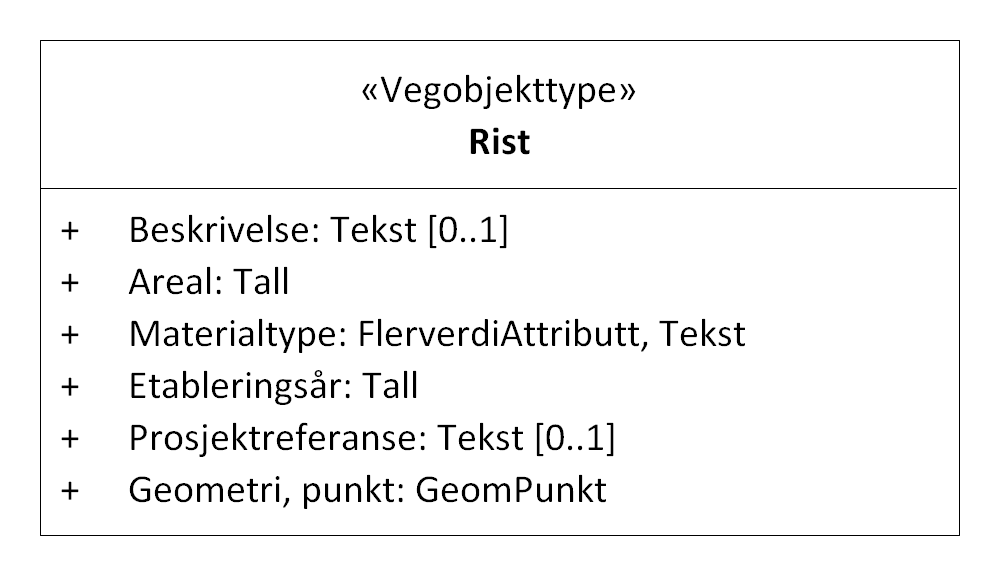 «Vegobjekttype»
Rist
+ Beskrivelse: Tekst [0..1]
+ Areal: Tall
+ Materialtype: FlerverdiAttributt, Tekst
+ Etableringsår: Tall
+ Prosjektreferanse: Tekst [0..1]
+ Geometri, punkt: GeomPunkt